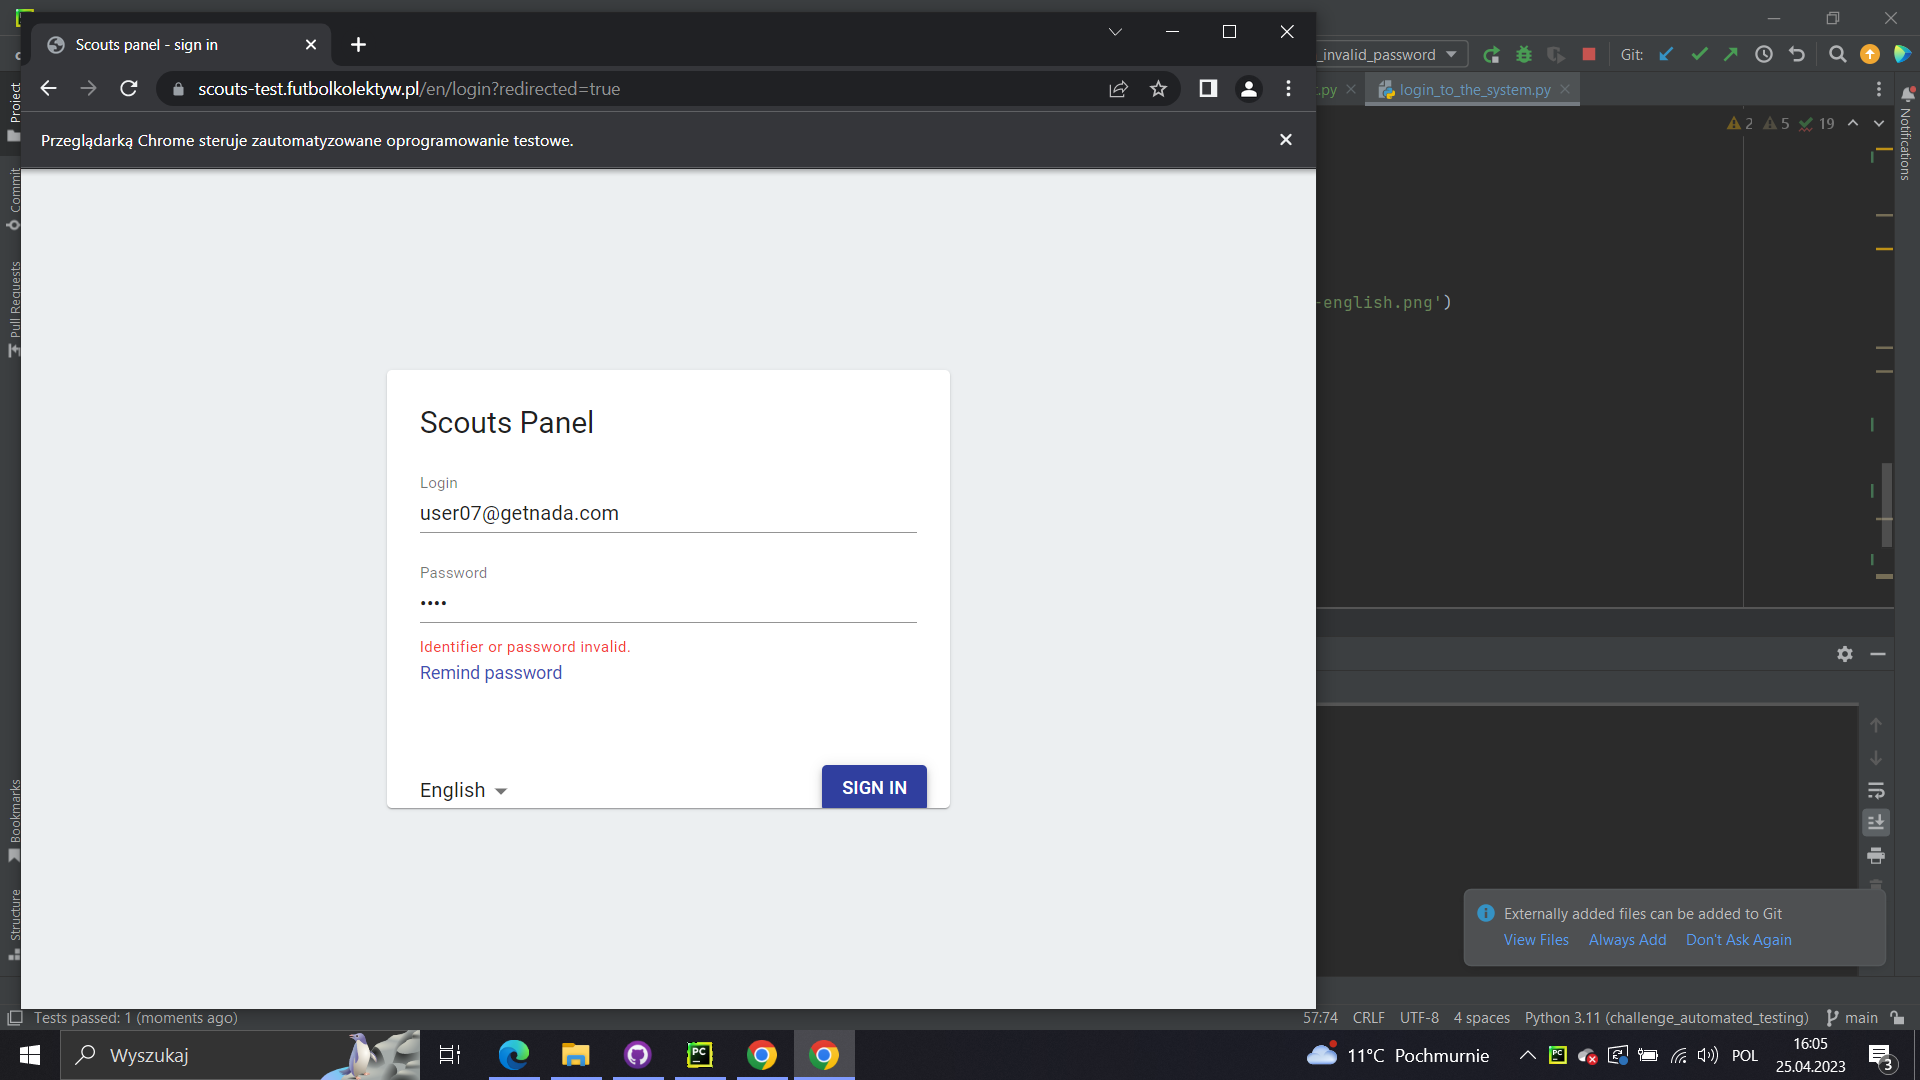 Scouts panel - sign in
_invalid_password
Git:
scouts-test.futbolkolektyw.pl/en/login?redirected=true
.py
login_to_the_system.py
Przeglądarką Chrome steruje zautomatyzowane oprogramowanie testowe.
2 5 19
Project
Commit
Pull Requests
Bookmarks
Structure
Notifications
-english.png')
Scouts Panel
Login
user07@getnada.com
Password
••••
Identifier or password invalid.
Remind password
English
SIGN IN
Externally added files can be added to Git
View Files Always Add Don't Ask Again
Tests passed: 1 (moments ago)
57:74 CRLF UTF-8 4 spaces Python 3.11 (challenge_automated_testing) main
Wyszukaj
PC
11°C Pochmurnie
PC
POL
16:05
25.04.2023
3